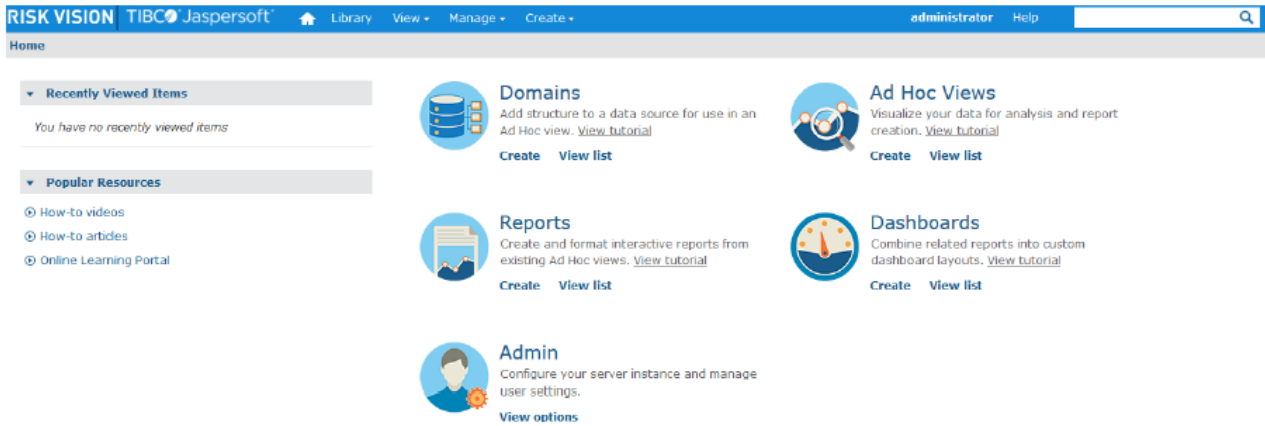 RISK VISION TIBCO Jaspersoft Library View Manage Create administrator Help
Home
Recently Viewed Items
You have no recently viewed items
Popular Resources
How-to videos
How-to articles
Online Learning Portal
Domains
Add structure to a data source for use in an
Ad Hoc view. View tutorial
Create View list
Ad Hoc Views
Visualize your data for analysis and report
creation. View tutorial
Create View list
Reports
Create and format interactive reports from
existing Ad Hoc views. View tutorial
Create View list
Dashboards
Combine related reports into custom
dashboard layouts. View tutorial
Create View list
Admin
Configure your server instance and manage
user settings.
View options